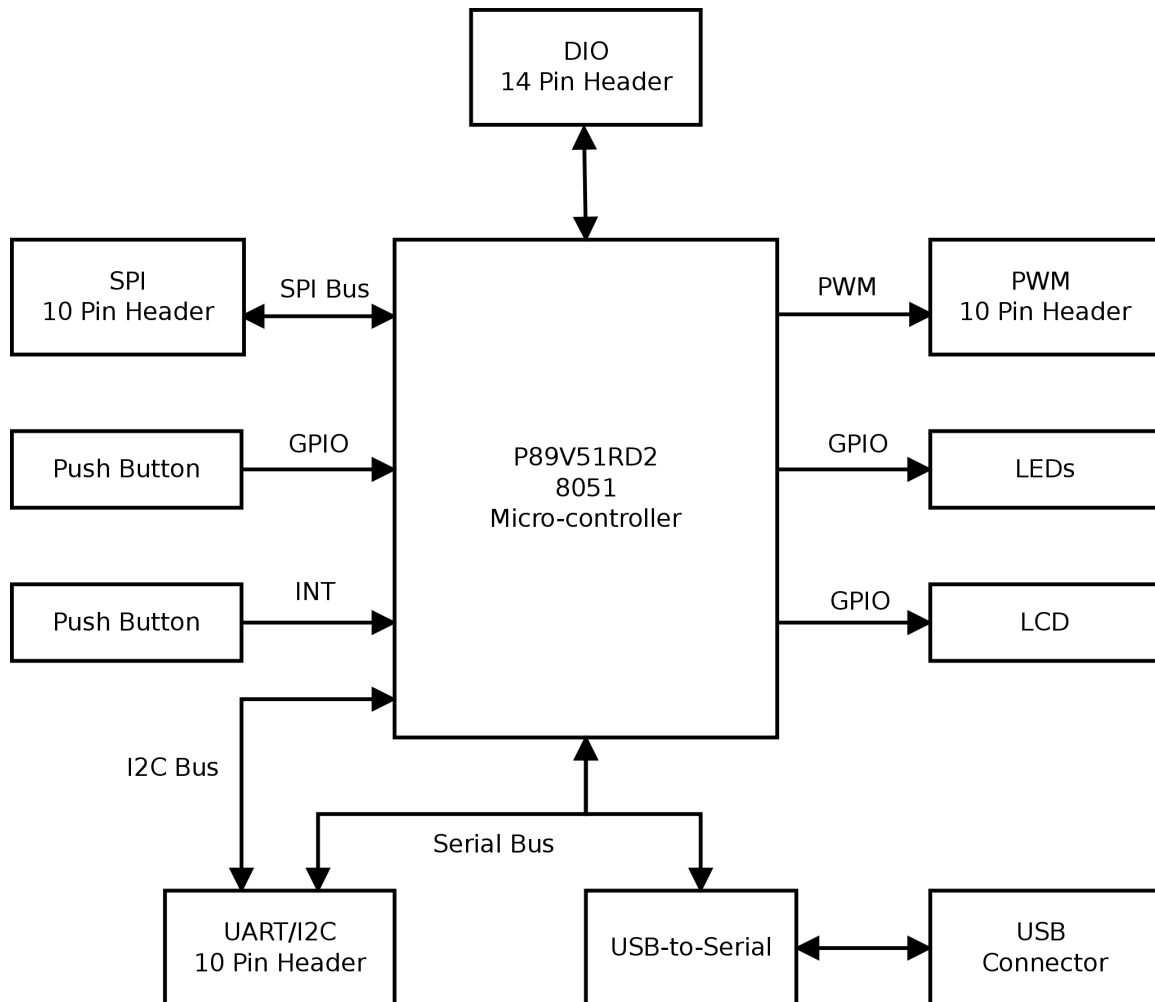 DIO
14 Pin Header
SPI
10 Pin Header
SPI Bus
PWM
PWM
10 Pin Header
Push Button
GPIO
P89V51RD2
8051
Micro-controller
GPIO
LEDs
Push Button
INT
GPIO
LCD
I2C Bus
Serial Bus
UART/I2C
10 Pin Header
USB-to-Serial
USB
Connector